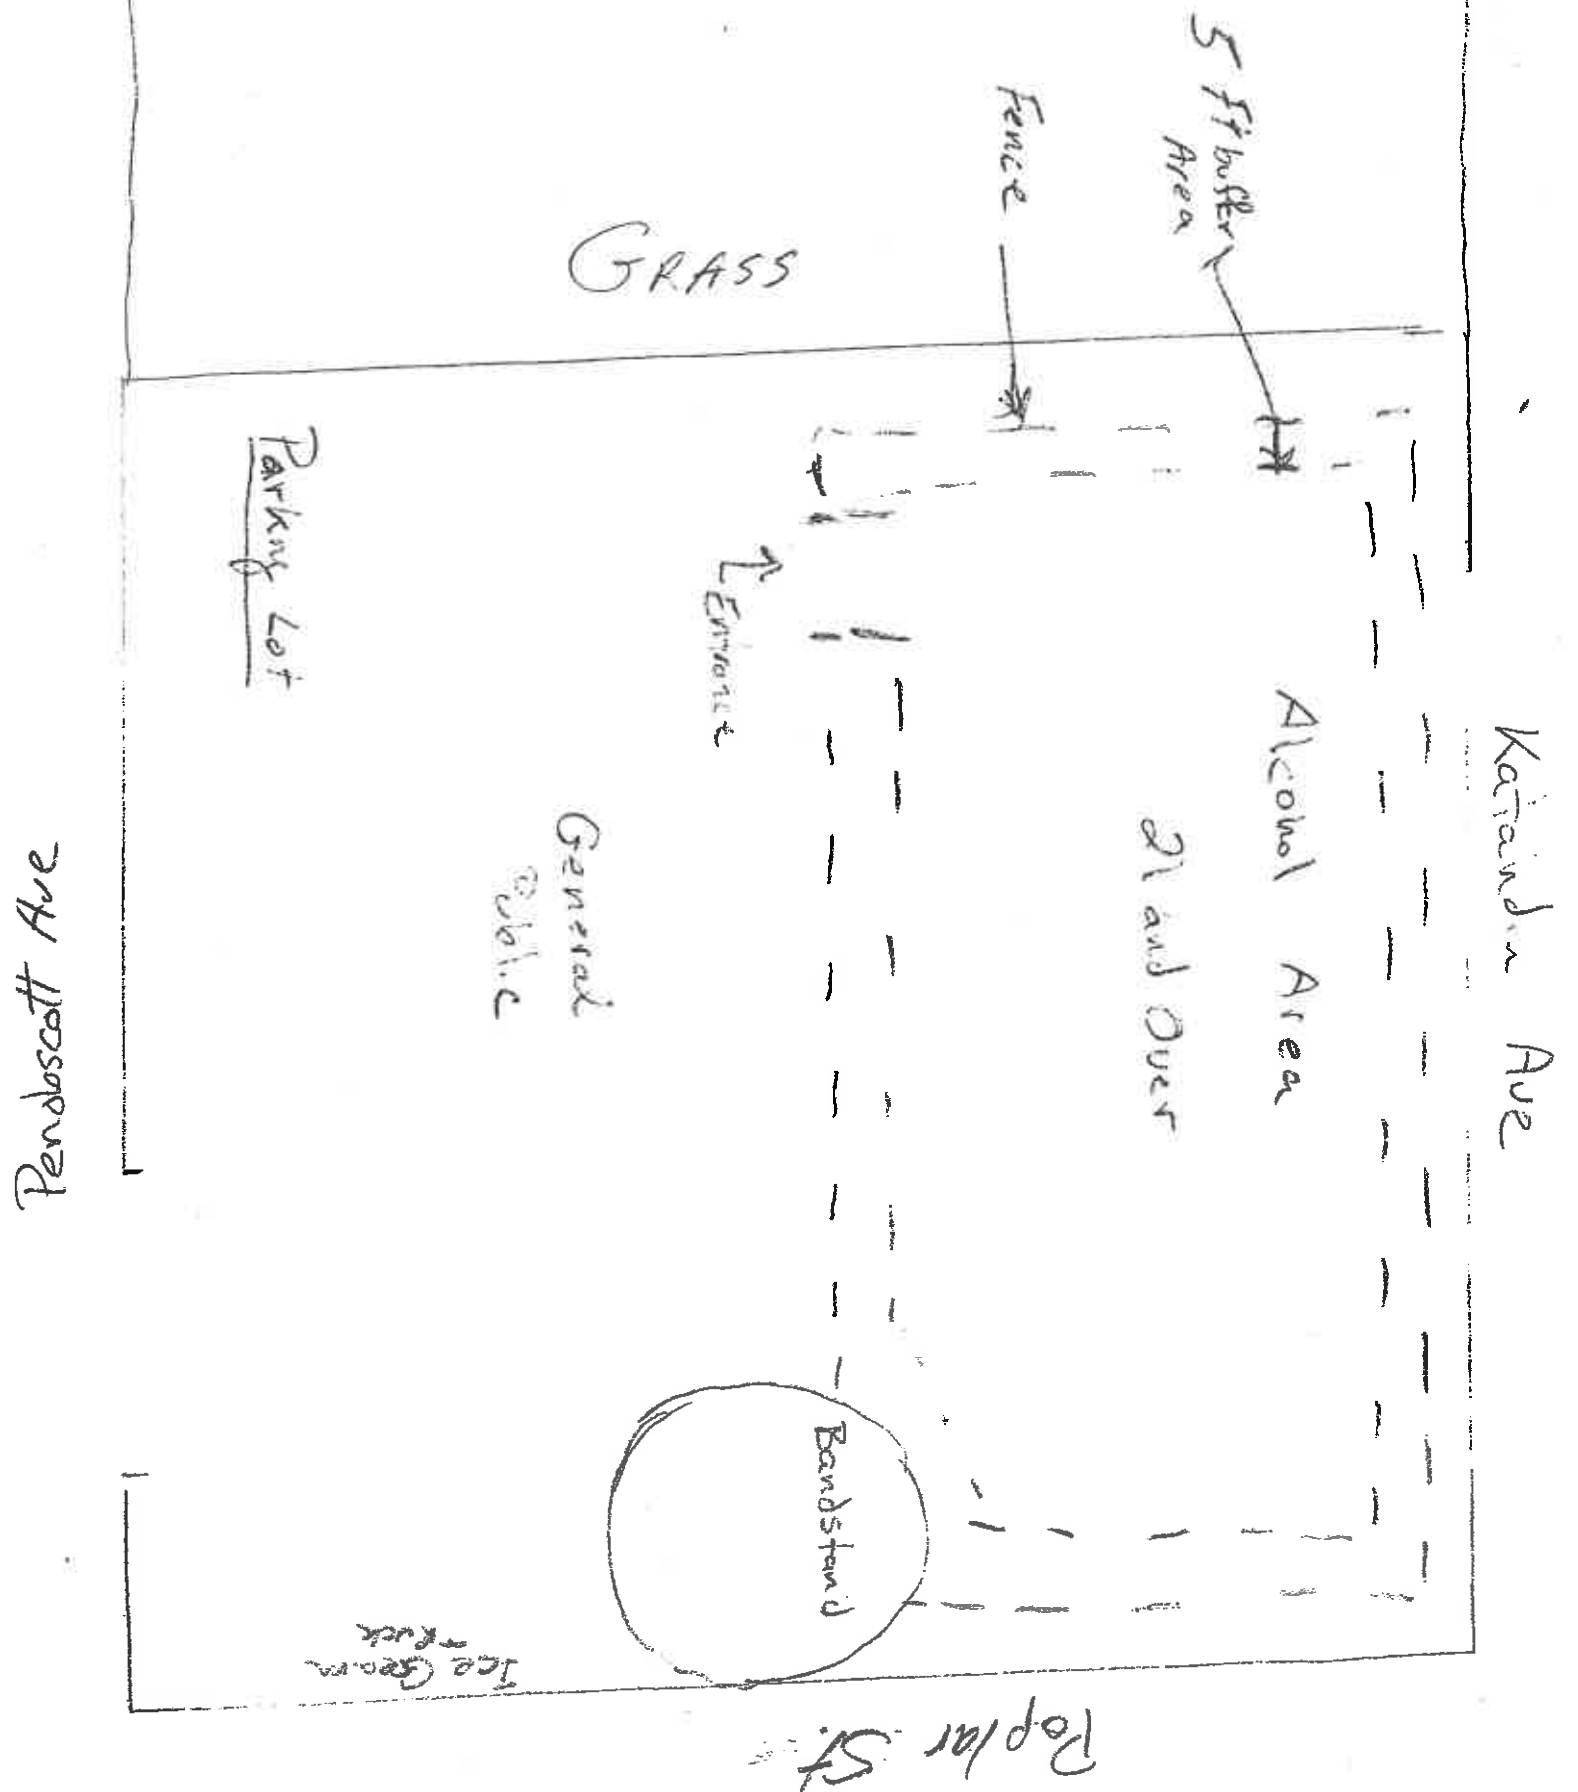 5 Ft buffer
Area
Fence
GRASS
Parking Lot
Entrance
Alcohol Area
21 and Over
General
Public
Katahdin Ave
Penobscott Ave
Bandstand
Ice Cream
Truck
Poplar St.